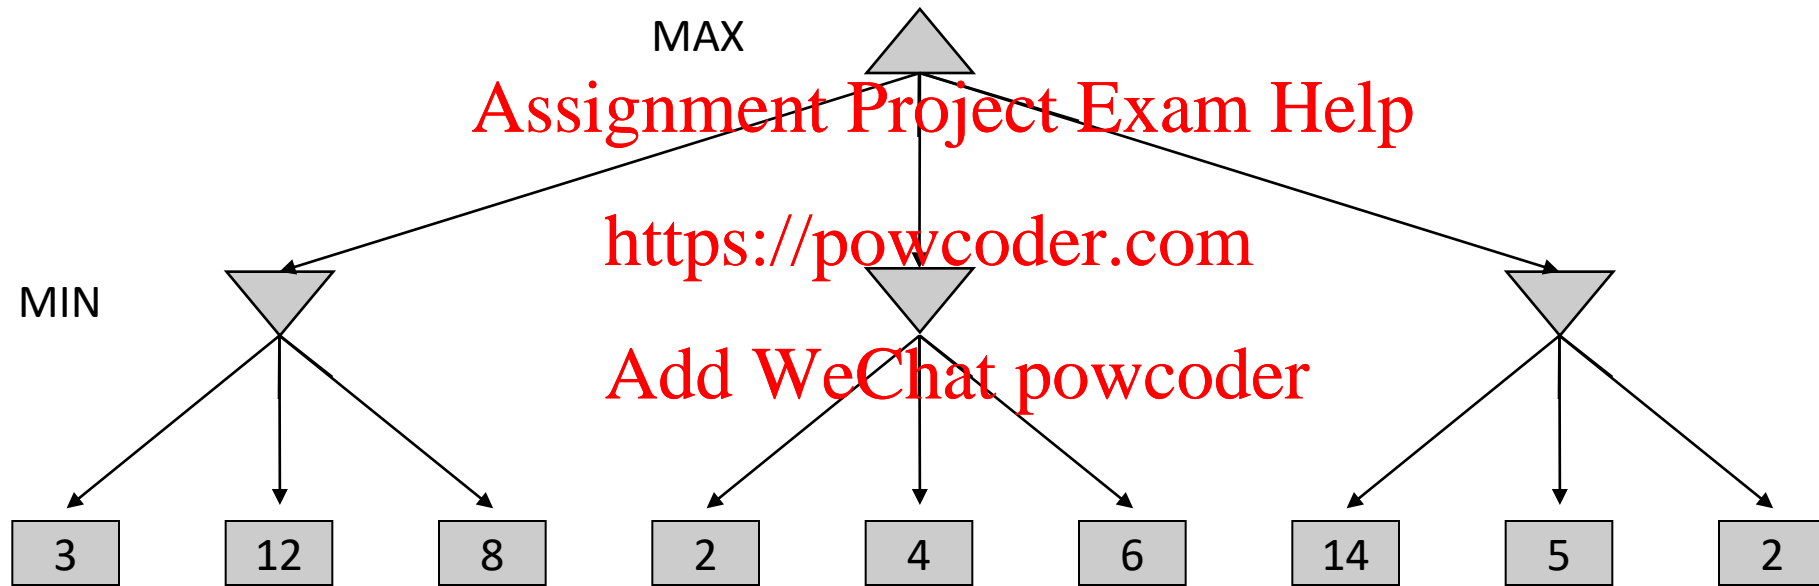 MAX
Assignment Project Exam Help
https://powcoder.com
MIN
Add WeChat powcoder
3 12 8 2 4 6 14 5 2